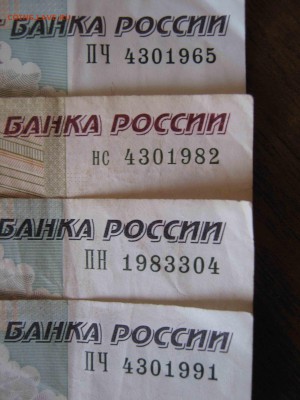 БАНКА РОССИИ
ПЧ 4301965
БАНКА РОССИИ
нс 4301982
БАНКА РОССИИ
ПН 1983304
БАНКА РОССИИ
ПЧ 4301991